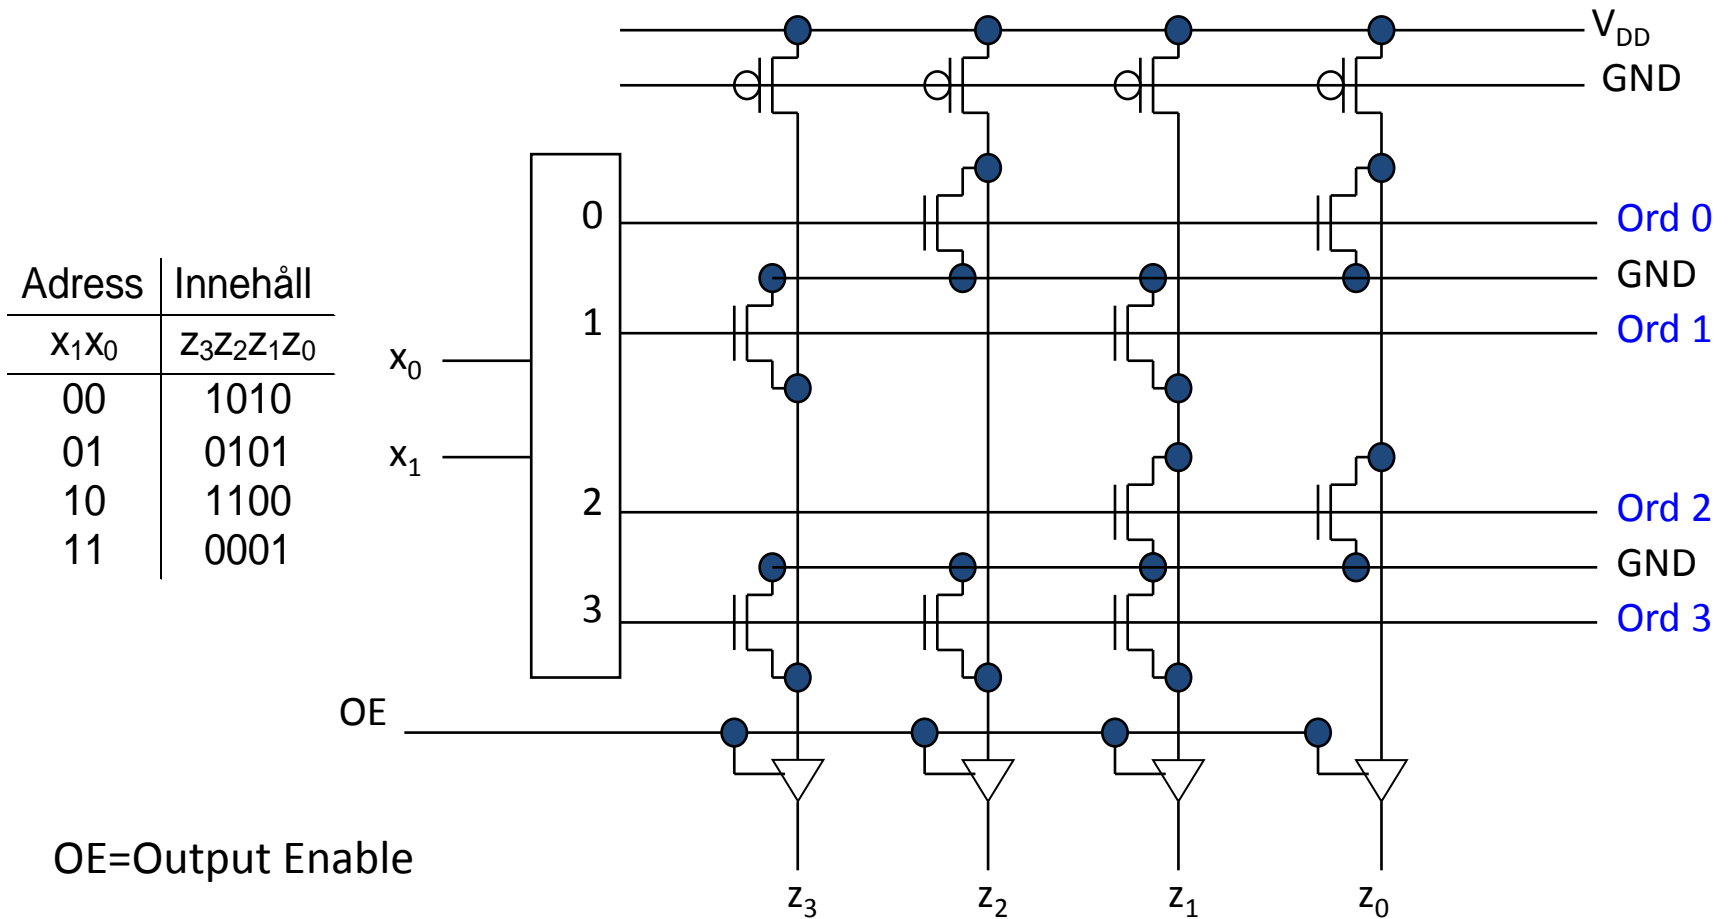 V_DD
GND
0
Ord 0
Adress Innehåll
GND
1
Ord 1
x₁x₀ z₃z₂z₁z₀
x₀
00 1010
01 0101
x₁
10 1100
2
Ord 2
11 0001
GND
3
Ord 3
OE
OE=Output Enable
z₃ z₂ z₁ z₀